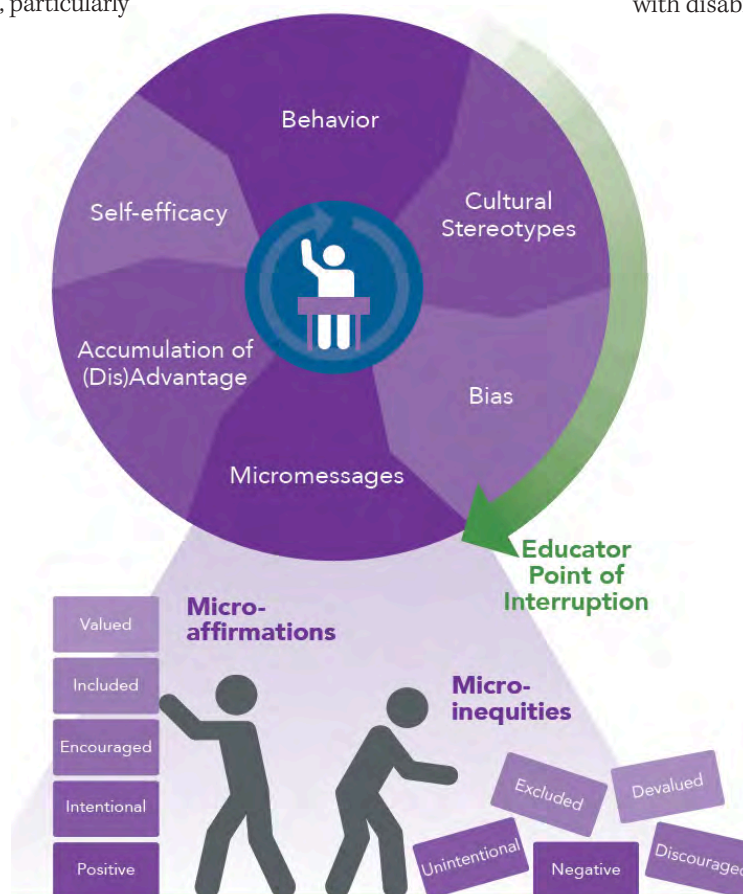 , particularly
with disab
Behavior
Cultural
Stereotypes
Self-efficacy
Accumulation of
(Dis)Advantage
Bias
Micromessages
Educator
Point of
Interruption
Micro-
affirmations
Valued
Included
Encouraged
Intentional
Positive
Micro-
inequities
Excluded
Devalued
Unintentional
Negative
Discouraged